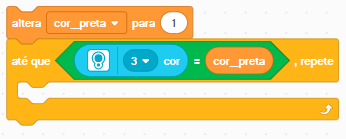 altera cor_preta para 1
até que 3 cor = cor_preta , repete